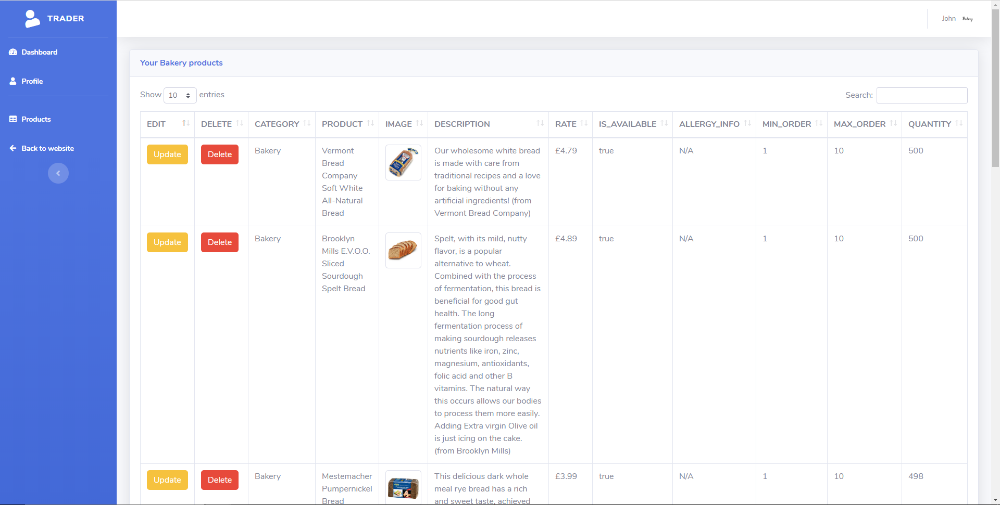 TRADER
John Bakery
Dashboard
Profile
Products
Back to website
Your Bakery products
Show 10 entries
Search:
EDIT DELETE CATEGORY PRODUCT IMAGE DESCRIPTION RATE IS_AVAILABLE ALLERGY_INFO MIN_ORDER MAX_ORDER QUANTITY
Update Delete Bakery
Vermont
Bread
Company
Soft White
All-Natural
Bread
Our wholesome white bread
is made with care from
traditional recipes and a love
for baking without any
artificial ingredients! (from
Vermont Bread Company)
£4.79 true N/A 1 10 500
Update Delete Bakery
Brooklyn
Mills E.V.O.O.
Sliced
Sourdough
Spelt Bread
Spelt, with its mild, nutty
flavor, is a popular
alternative to wheat.
Combined with the process
of fermentation, this bread is
beneficial for good gut
health. The long
fermentation process of
making sourdough releases
nutrients like iron, zinc,
magnesium, antioxidants,
folic acid and other B
vitamins. The natural way
this occurs allows our bodies
to process them more easily.
Adding Extra virgin Olive oil
is just icing on the cake.
(from Brooklyn Mills)
£4.89 true N/A 1 10 500
Update Delete Bakery
Mestemacher
Pumpernickel
Bread
This delicious dark whole
meal rye bread has a rich
and sweet taste, achieved
£3.99 true N/A 1 10 498